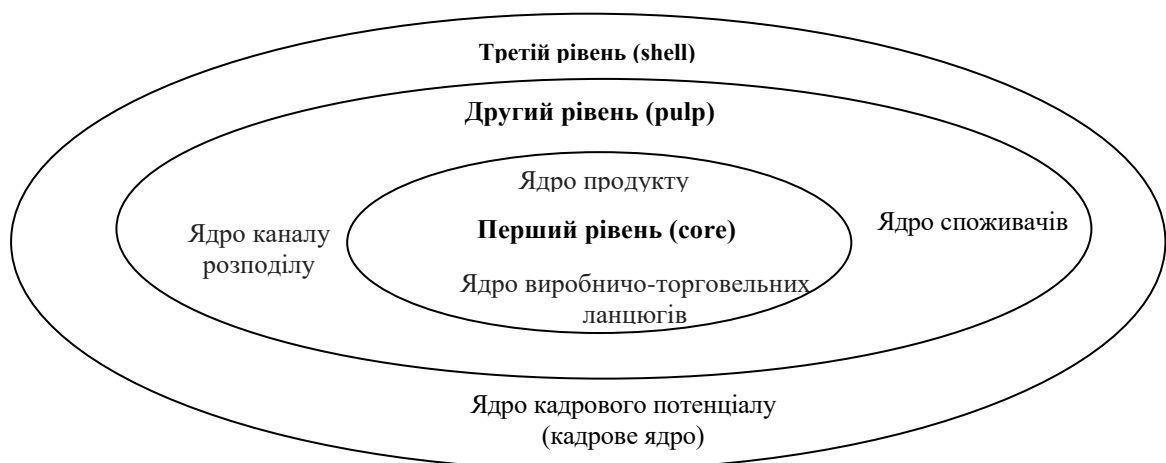 Третій рівень (shell)
Другий рівень (pulp)
Ядро продукту
Перший рівень (core)
Ядро виробничо-торговельних
ланцюгів
Ядро каналу
розподілу
Ядро споживачів
Ядро кадрового потенціалу
(кадрове ядро)